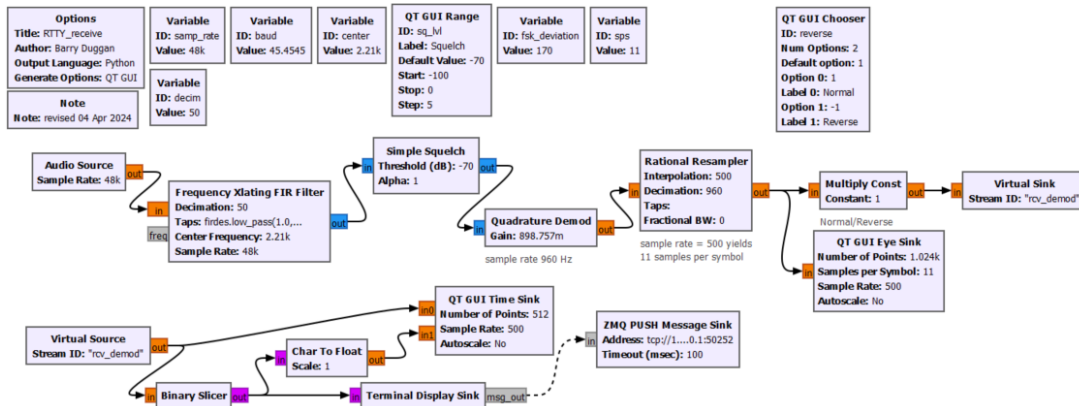 Options
Title: RTTY_receive
Author: Barry Duggan
Output Language: Python
Generate Options: QT GUI
Variable
ID: samp_rate
Value: 48k
Variable
ID: baud
Value: 45.4545
Variable
ID: center
Value: 2.21k
QT GUI Range
ID: sq_lvl
Label: Squelch
Default Value: -70
Start: -100
Stop: 0
Step: 5
Variable
ID: fsk_deviation
Value: 170
Variable
ID: sps
Value: 11
QT GUI Chooser
ID: reverse
Num Options: 2
Default option: 1
Option 0: 1
Label 0: Normal
Option 1: -1
Label 1: Reverse
Note
Note: revised 04 Apr 2024
Variable
ID: decim
Value: 50
Audio Source
Sample Rate: 48k
out
in
freq
Frequency Xlating FIR Filter
Decimation: 50
Taps: firdes.low_pass(1.0,...
Center Frequency: 2.21k
Sample Rate: 48k
out
in
Simple Squelch
Threshold (dB): -70
Alpha: 1
out
in
Quadrature Demod
Gain: 898.757m
out
sample rate 960 Hz
in
Rational Resampler
Interpolation: 500
Decimation: 960
Taps:
Fractional BW: 0
out
sample rate = 500 yields
11 samples per symbol
in
Multiply Const
Constant: 1
out
Normal/Reverse
in
Virtual Sink
Stream ID: "rcv_demod"
in
QT GUI Eye Sink
Number of Points: 1.024k
Samples per Symbol: 11
Sample Rate: 500
Autoscale: No
Virtual Source
Stream ID: "rcv_demod"
out
in
Binary Slicer
out
in
Char To Float
Scale: 1
out
in0
in1
QT GUI Time Sink
Number of Points: 512
Sample Rate: 500
Autoscale: No
in
Terminal Display Sink
msg_out
in
ZMQ PUSH Message Sink
Address: tcp://1....0.1:50252
Timeout (msec): 100